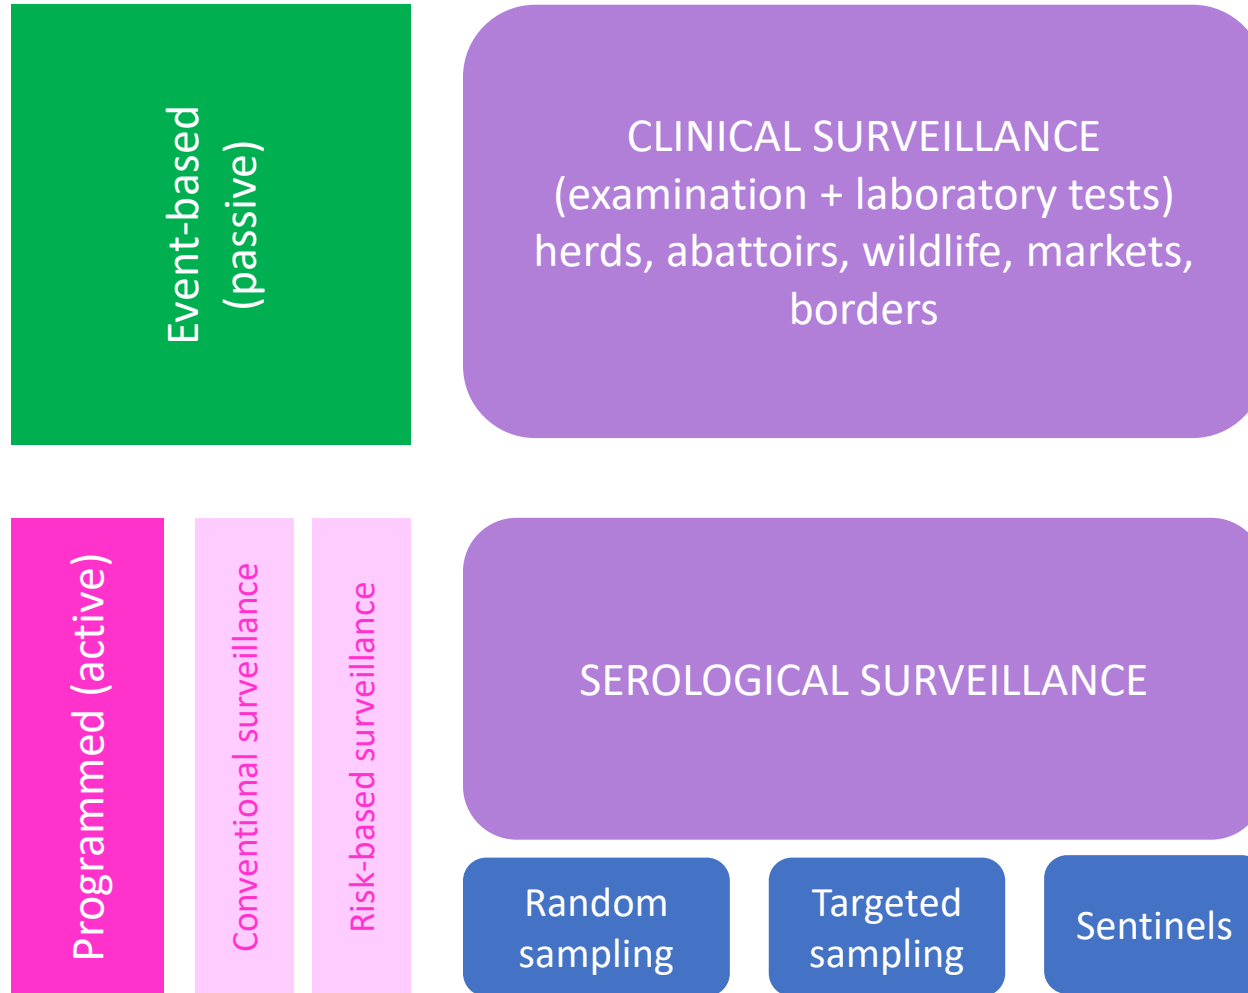 Event-based
(passive)
CLINICAL SURVEILLANCE
(examination + laboratory tests)
herds, abattoirs, wildlife, markets,
borders
Programmed (active)
Conventional surveillance
Risk-based surveillance
SEROLOGICAL SURVEILLANCE
Random
sampling
Targeted
sampling
Sentinels